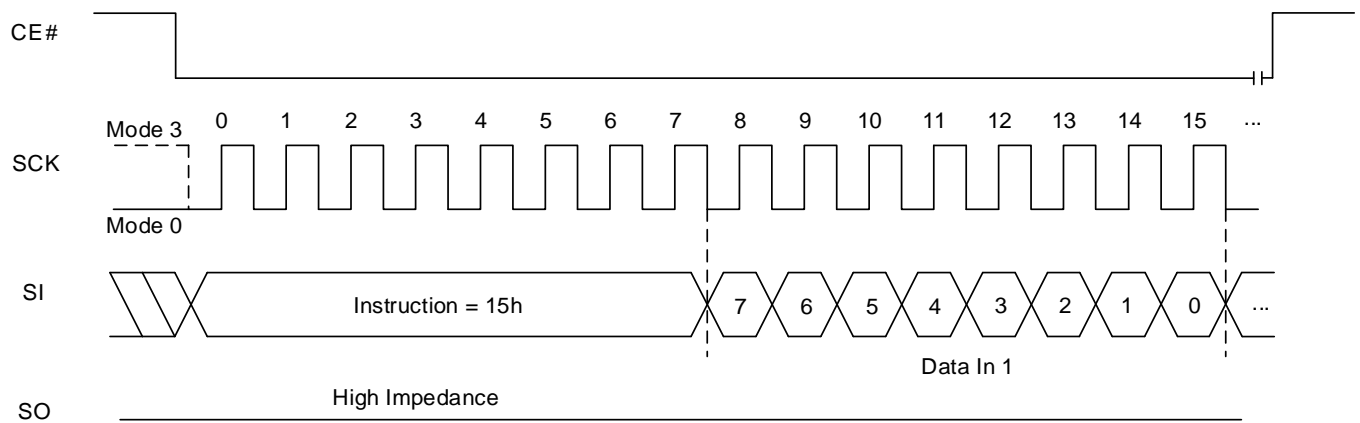 CE#
0 1 2 3 4 5 6 7 8 9 10 11 12 13 14 15 ...
Mode 3
SCK
Mode 0
SI
Instruction = 15h
7 6 5 4 3 2 1 0 ...
Data In 1
High Impedance
SO